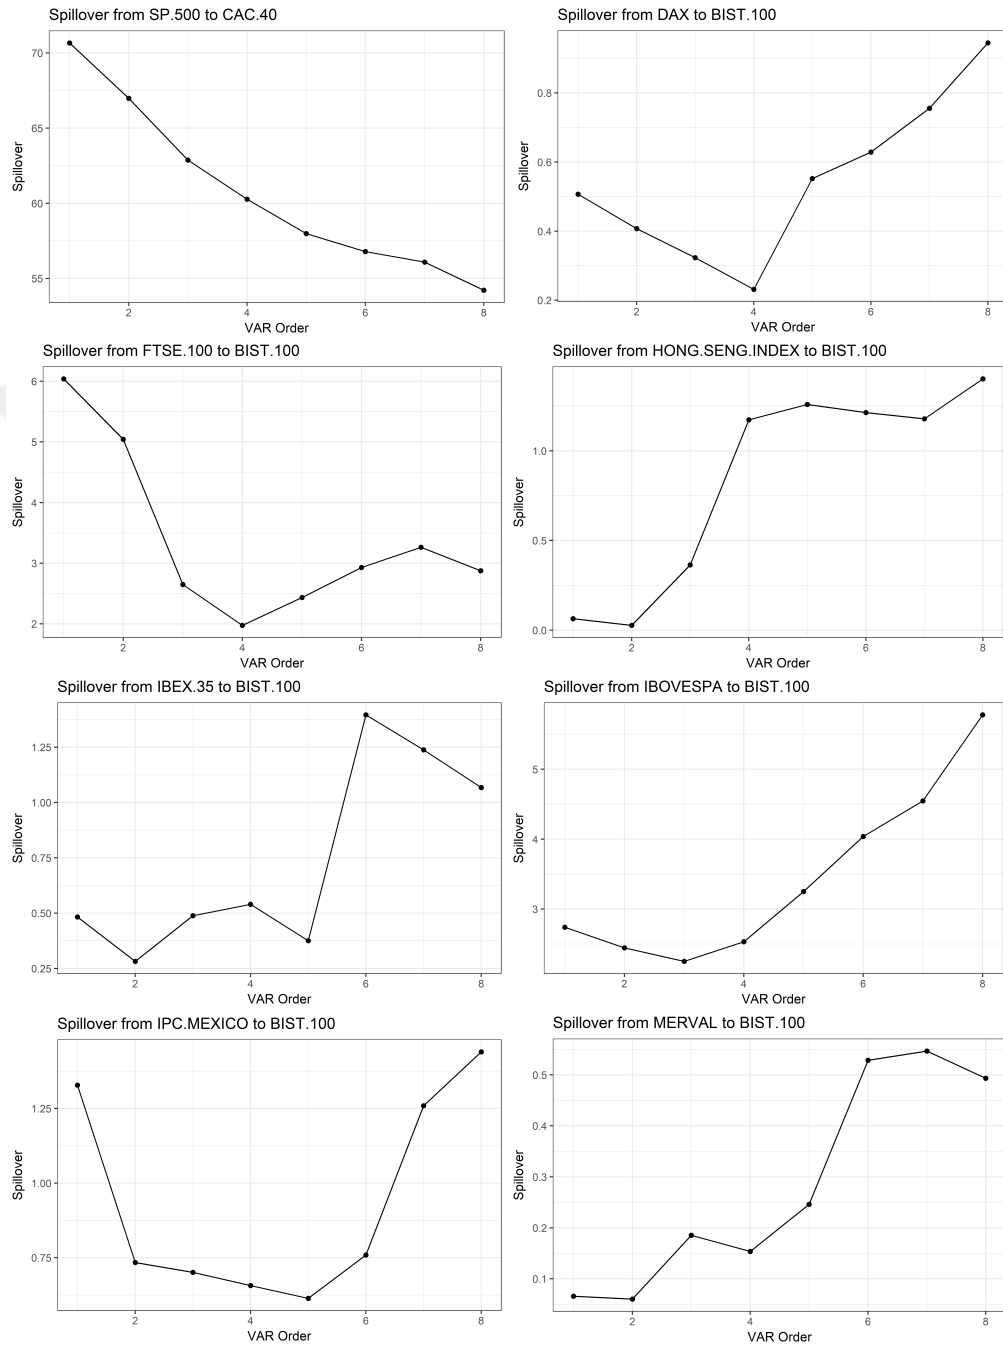 Spillover from SP.500 to CAC.40
70
65
60
55
Spillover
2 4 6 8
VAR Order
Spillover from DAX to BIST.100
0.8
0.6
0.4
0.2
Spillover
2 4 6 8
VAR Order
Spillover from FTSE.100 to BIST.100
6
5
4
3
2
Spillover
2 4 6 8
VAR Order
Spillover from HONG.SENG.INDEX to BIST.100
1.0
0.5
0.0
Spillover
2 4 6 8
VAR Order
Spillover from IBEX.35 to BIST.100
1.25
1.00
0.75
0.50
0.25
Spillover
2 4 6 8
VAR Order
Spillover from IBOVESPA to BIST.100
5
4
3
Spillover
2 4 6 8
VAR Order
Spillover from IPC.MEXICO to BIST.100
1.25
1.00
0.75
Spillover
2 4 6 8
VAR Order
Spillover from MERVAL to BIST.100
0.5
0.4
0.3
0.2
0.1
Spillover
2 4 6 8
VAR Order